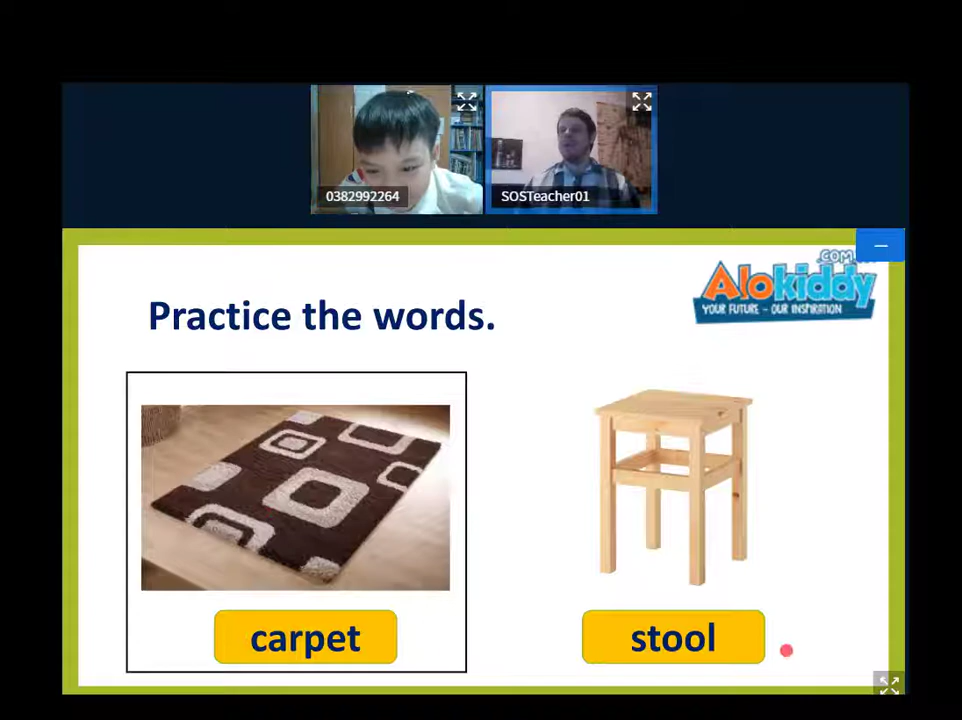 0382992264
SOSTeacher01
Practice the words.
.COM
Alokiddy
YOUR FUTURE - OUR INSPIRATION
carpet
stool